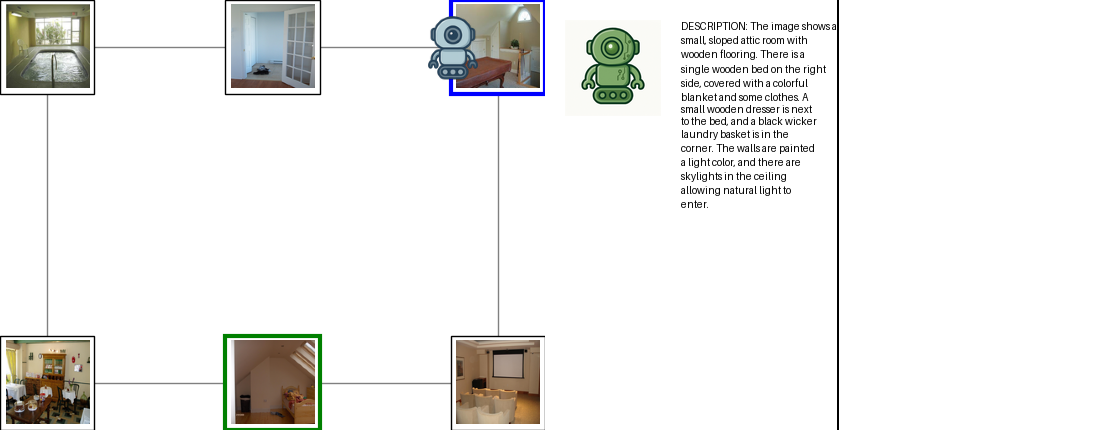 DESCRIPTION: The image shows a
small, sloped attic room with
wooden flooring. There is a
single wooden bed on the right
side, covered with a colorful
blanket and some clothes. A
small wooden dresser is next
to the bed, and a black wicker
laundry basket is in the
corner. The walls are painted
a light color, and there are
skylights in the ceiling
allowing natural light to
enter.